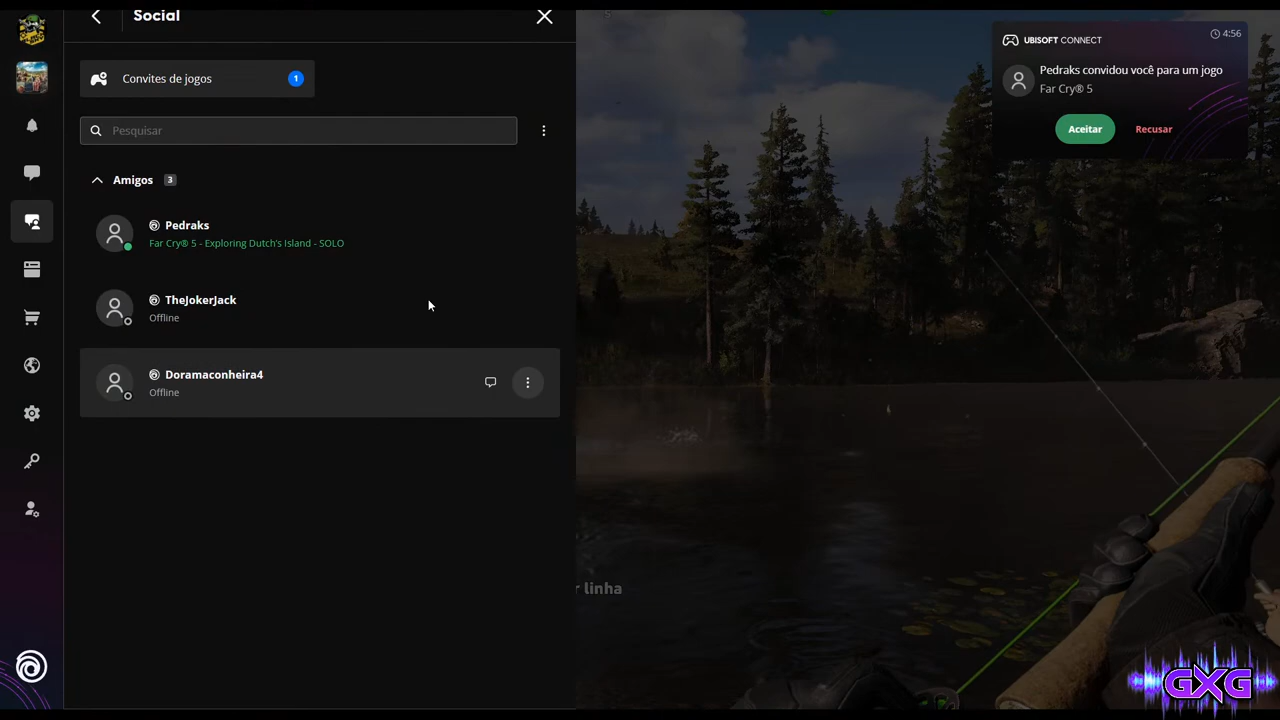 Social
Convites de jogos 1
Pesquisar
Amigos 3
Pedraks
Far Cry® 5 - Exploring Dutch's Island - SOLO
TheJokerJack
Offline
Doramaconheira4
Offline
UBISOFT CONNECT
4:56
Pedraks convidou você para um jogo
Far Cry® 5
Aceitar
Recusar
r linha
GXG